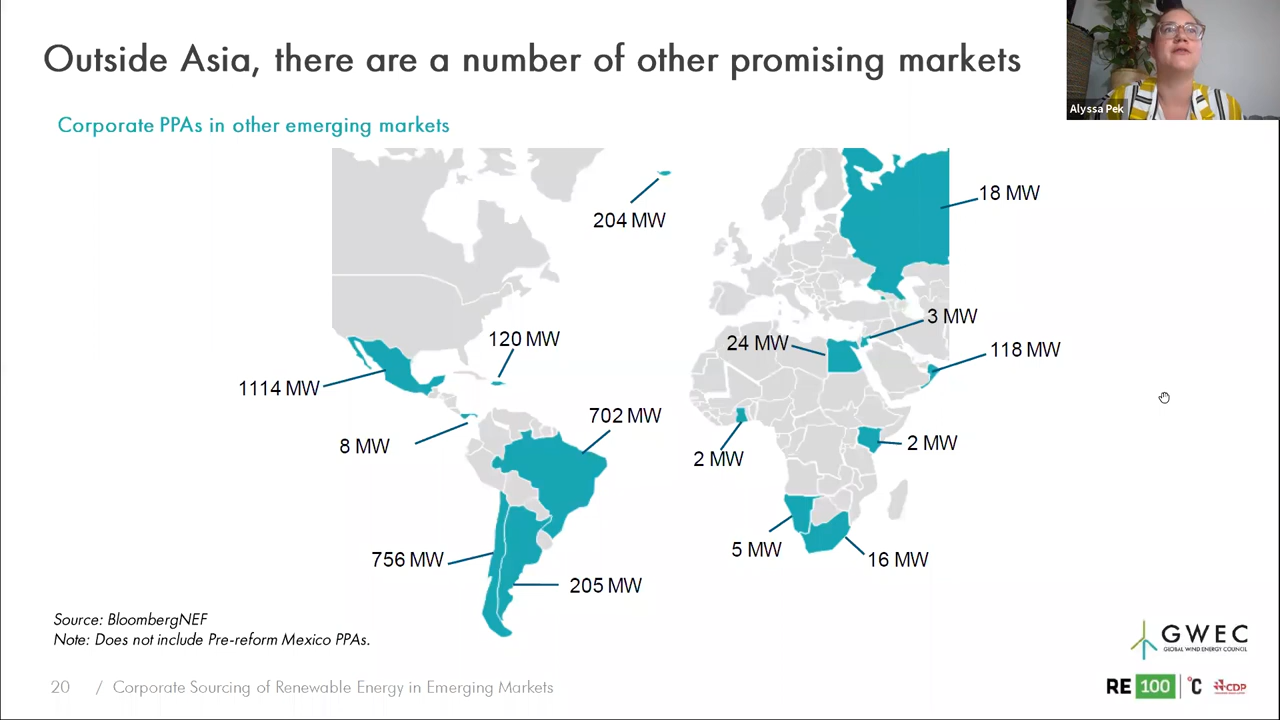 Outside Asia, there are a number of other promising markets
Alyssa Pek
Corporate PPAs in other emerging markets
18 MW
204 MW
3 MW
120 MW
24 MW
118 MW
1114 MW
702 MW
8 MW
2 MW
2 MW
5 MW
756 MW
16 MW
205 MW
Source: BloombergNEF
Note: Does not include Pre-reform Mexico PPAs.
GWEC
GLOBAL WIND ENERGY COUNCIL
20 / Corporate Sourcing of Renewable Energy in Emerging Markets
RE 100 °C CDP